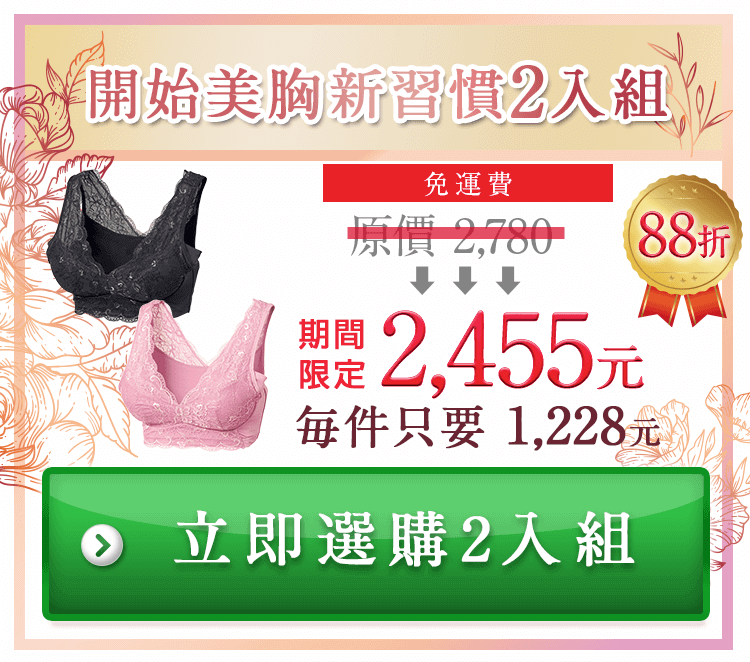 開始美胸新習慣2入組
免運費
原價 2,780
88折
期間
限定
2,455元
每件只要 1,228元
立即選購2入組